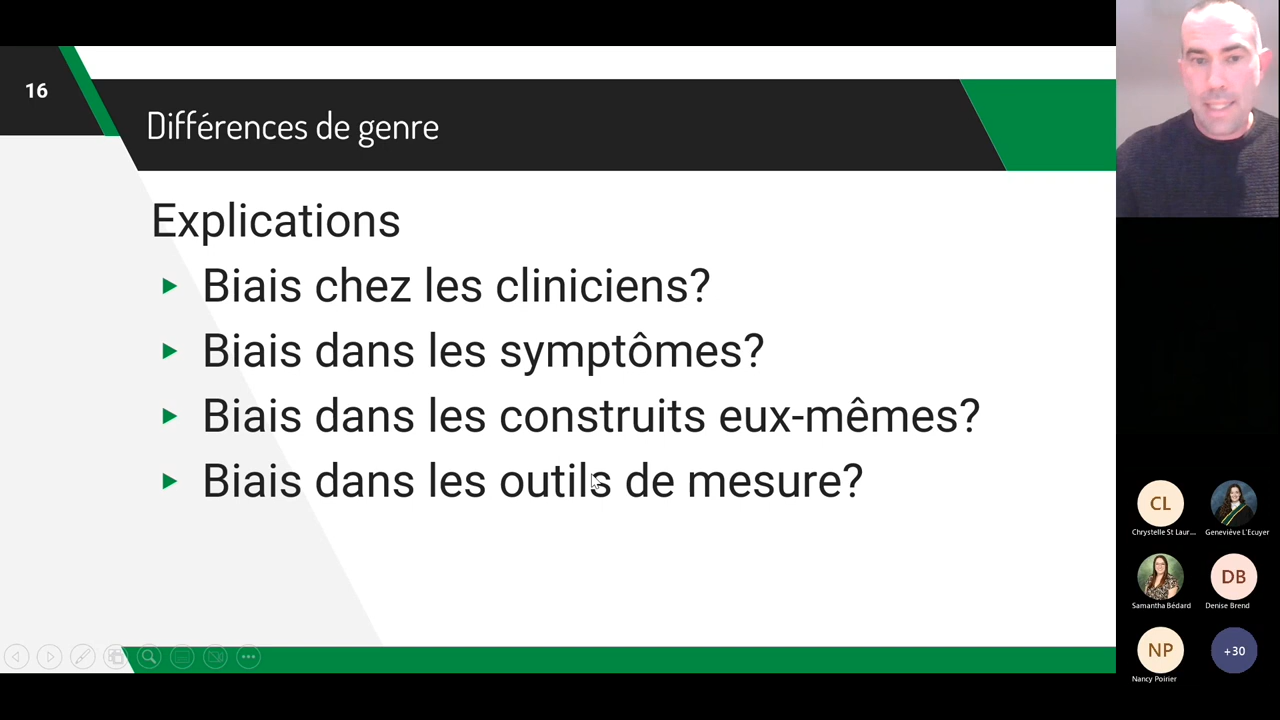 16
Différences de genre
Explications
Biais chez les cliniciens?
Biais dans les symptômes?
Biais dans les construits eux-mêmes?
Biais dans les outils de mesure?
CL
Chrystelle St Laur...
Geneviève L'Ecuyer
Samantha Bédard
DB
Denise Brend
NP
Nancy Poirier
+30